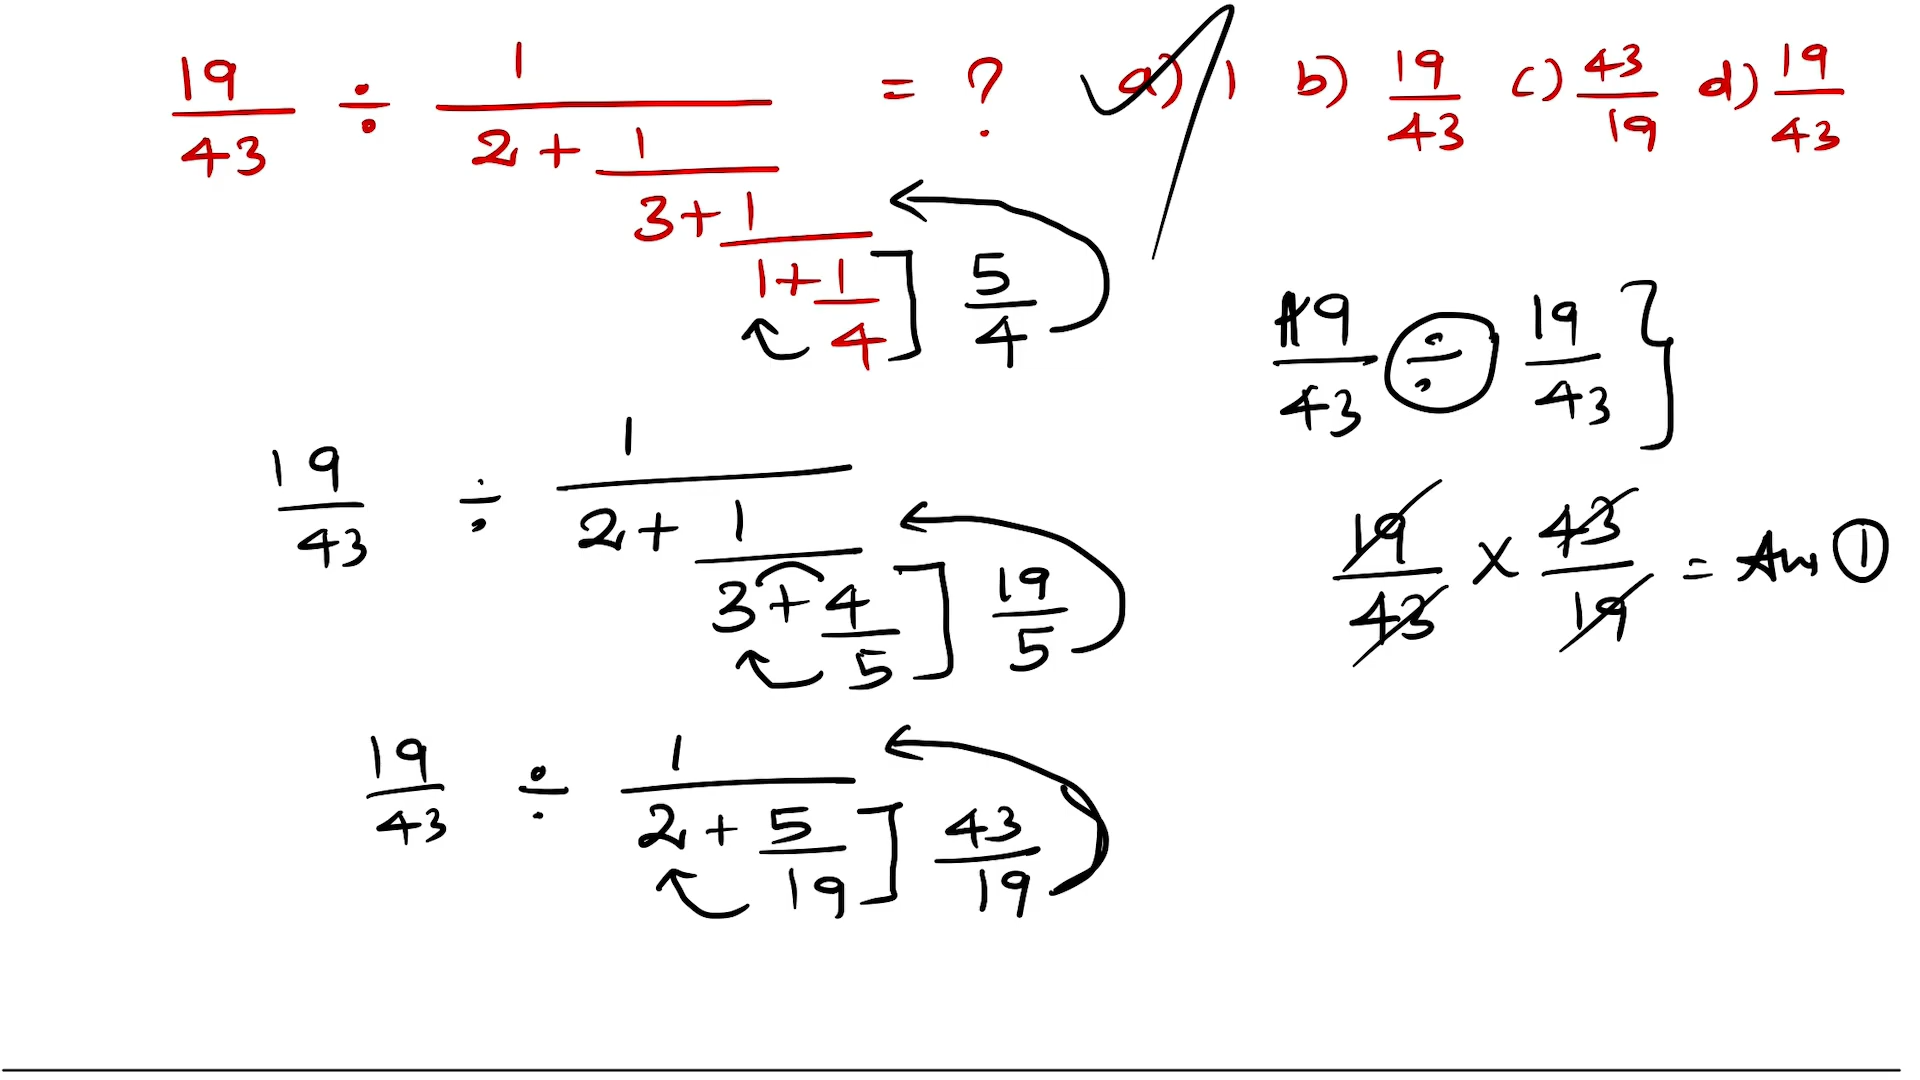 19/43 ÷ 1/(2 + 1/(3 + 1/(1 + 1/4))) = ? a) 1 b) 19/43 c) 43/19 d) 19/43
5/4
19/43 ÷ 1/(2 + 1/(3 + 4/5))
19/5
19/43 ÷ 1/(2 + 5/19)
43/19
19/43 ÷ 19/43
19/43 × 43/19 = Ans 1